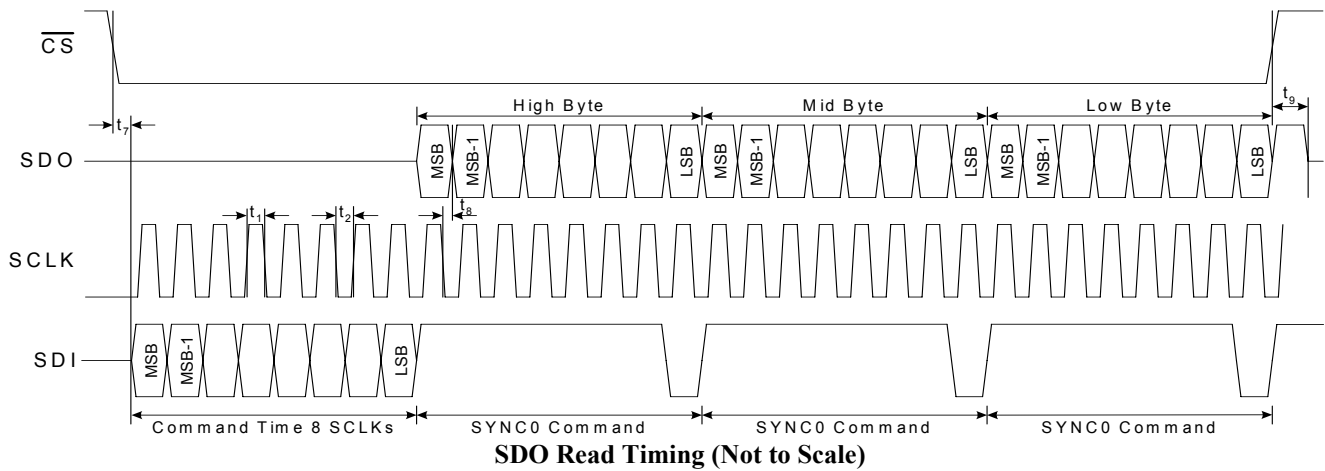 CS
High Byte
Mid Byte
Low Byte
t7
t9
SDO
MSB
MSB-1
LSB
MSB
MSB-1
LSB
MSB
MSB-1
LSB
t1
t2
t8
SCLK
SDI
MSB
MSB-1
LSB
Command Time 8 SCLKs
SYNC0 Command
SYNC0 Command
SYNC0 Command
SDO Read Timing (Not to Scale)